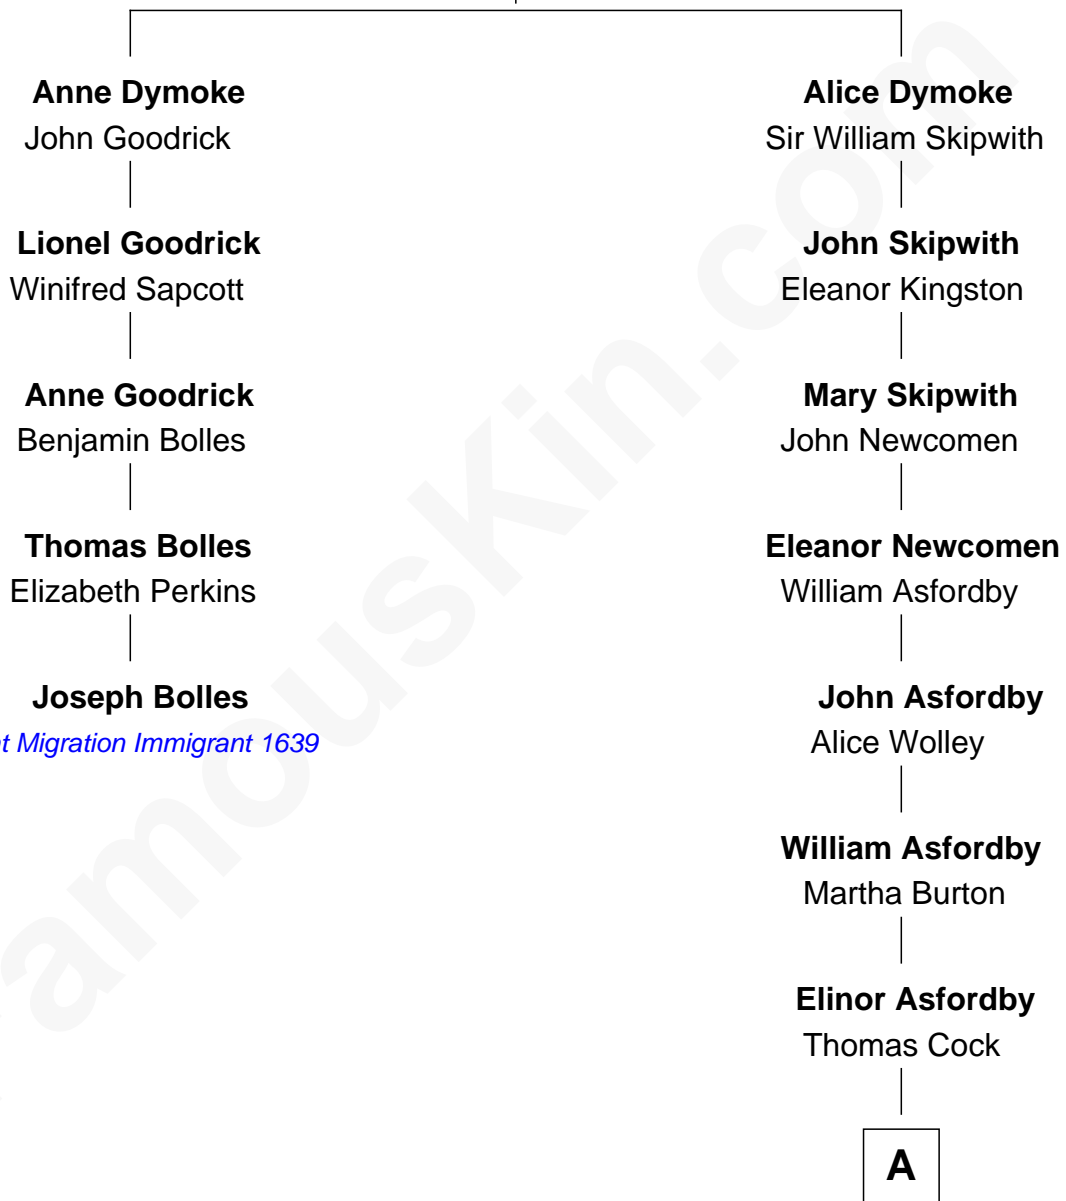 Anne Dymoke
John Goodrick
Lionel Goodrick
Winifred Sapcott
Anne Goodrick
Benjamin Bolles
Thomas Bolles
Elizabeth Perkins
Joseph Bolles
Migration Immigrant 1639
Alice Dymoke
Sir William Skipwith
John Skipwith
Eleanor Kingston
Mary Skipwith
John Newcomen
Eleanor Newcomen
William Asfordby
John Asfordby
Alice Wolley
William Asfordby
Martha Burton
Elinor Asfordby
Thomas Cock
A
amouskin.com